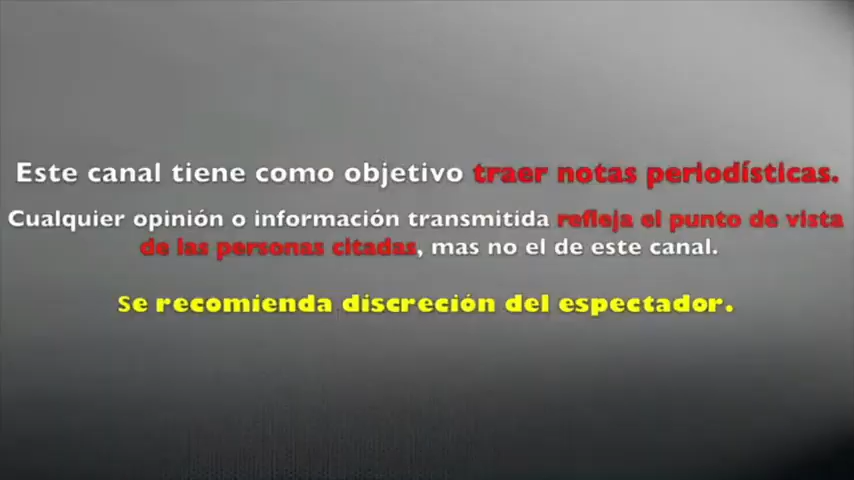 Este canal tiene como objetivo traer notas periodísticas.
Cualquier opinión o información transmitida refleja el punto de vista
de las personas citadas, mas no el de este canal.
Se recomienda discreción del espectador.